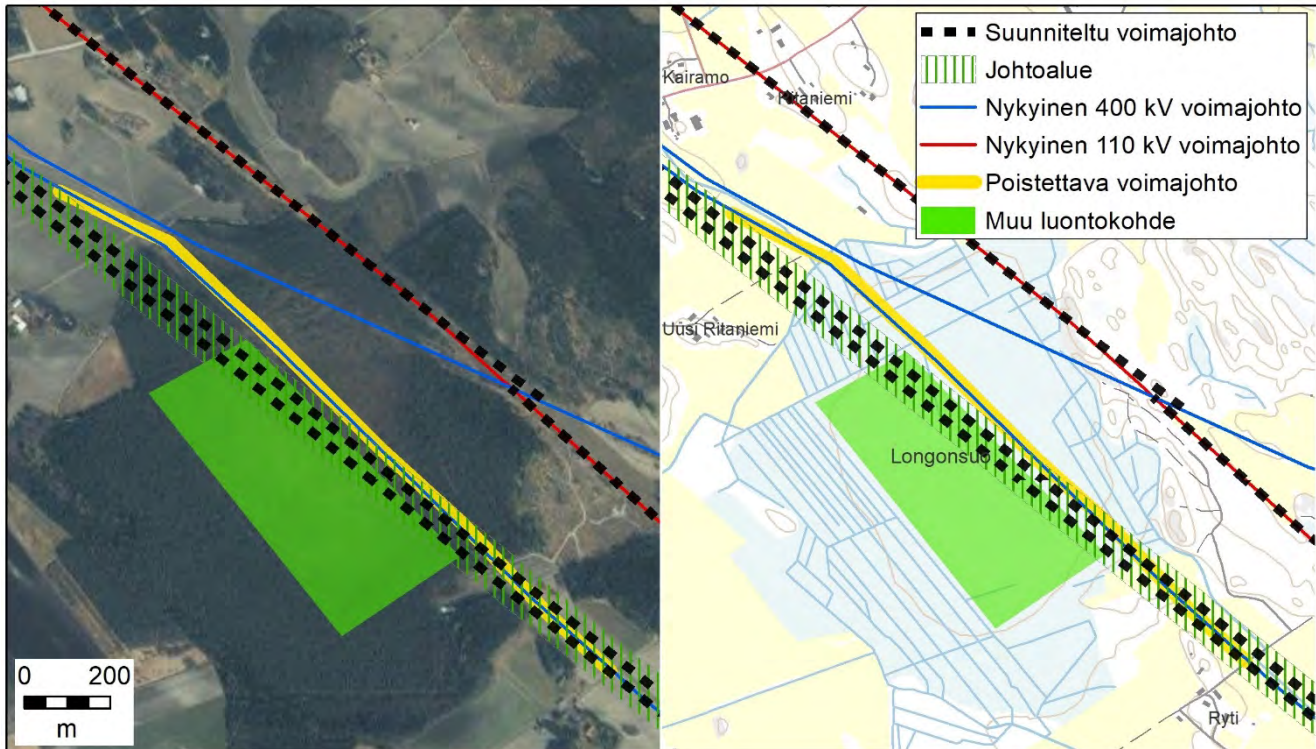 Suunniteltu voimajohto
Johtoalue
Nykyinen 400 kV voimajohto
Nykyinen 110 kV voimajohto
Poistettava voimajohto
Muu luontokohde
Kairamo
Ritaniemi
Uusi Ritaniemi
Longonsuo
Ryti
0 200
m